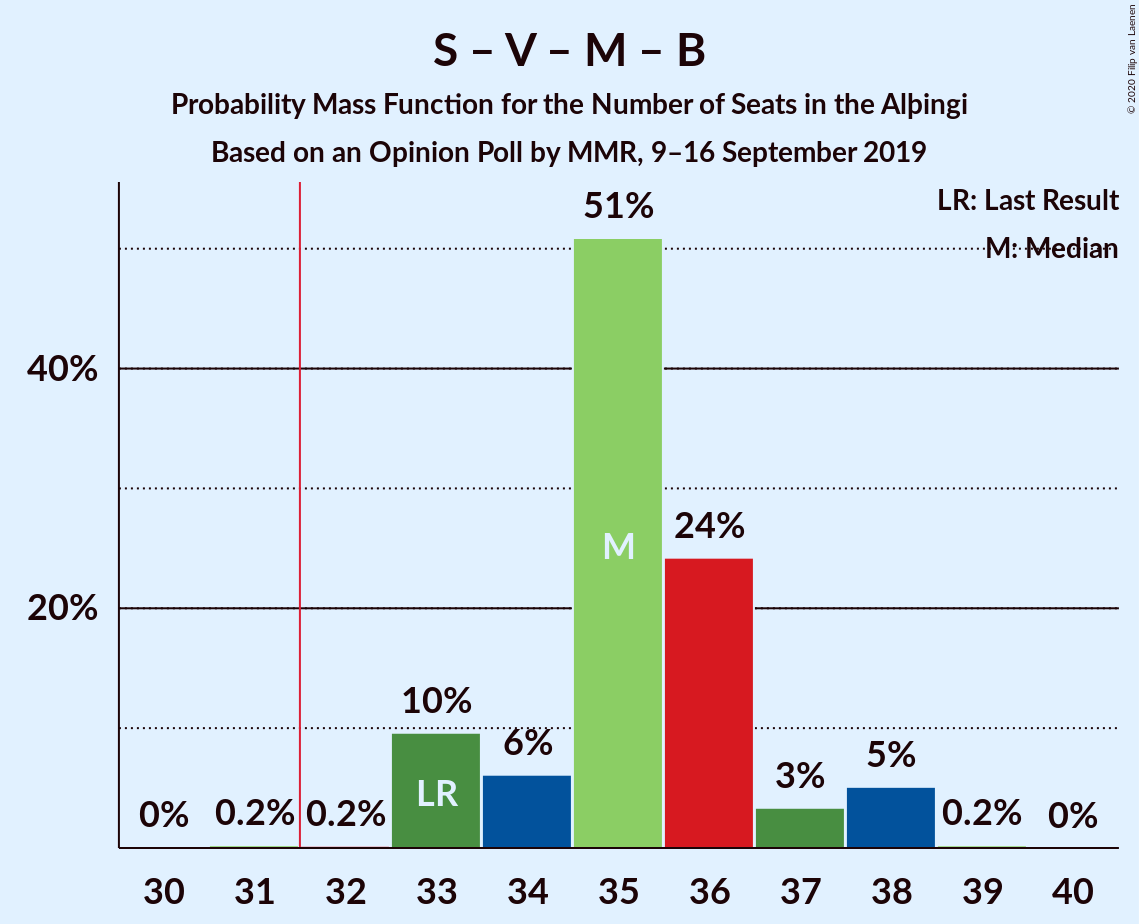 S – V – M – B
Probability Mass Function for the Number of Seats in the Alþingi
Based on an Opinion Poll by MMR, 9–16 September 2019
© 2020 Filip van Laenen
LR: Last Result
M: Median
40%
20%
0%
0.2%
0.2%
10%
6%
51%
24%
3%
5%
0.2%
0%
LR
M
30 31 32 33 34 35 36 37 38 39 40